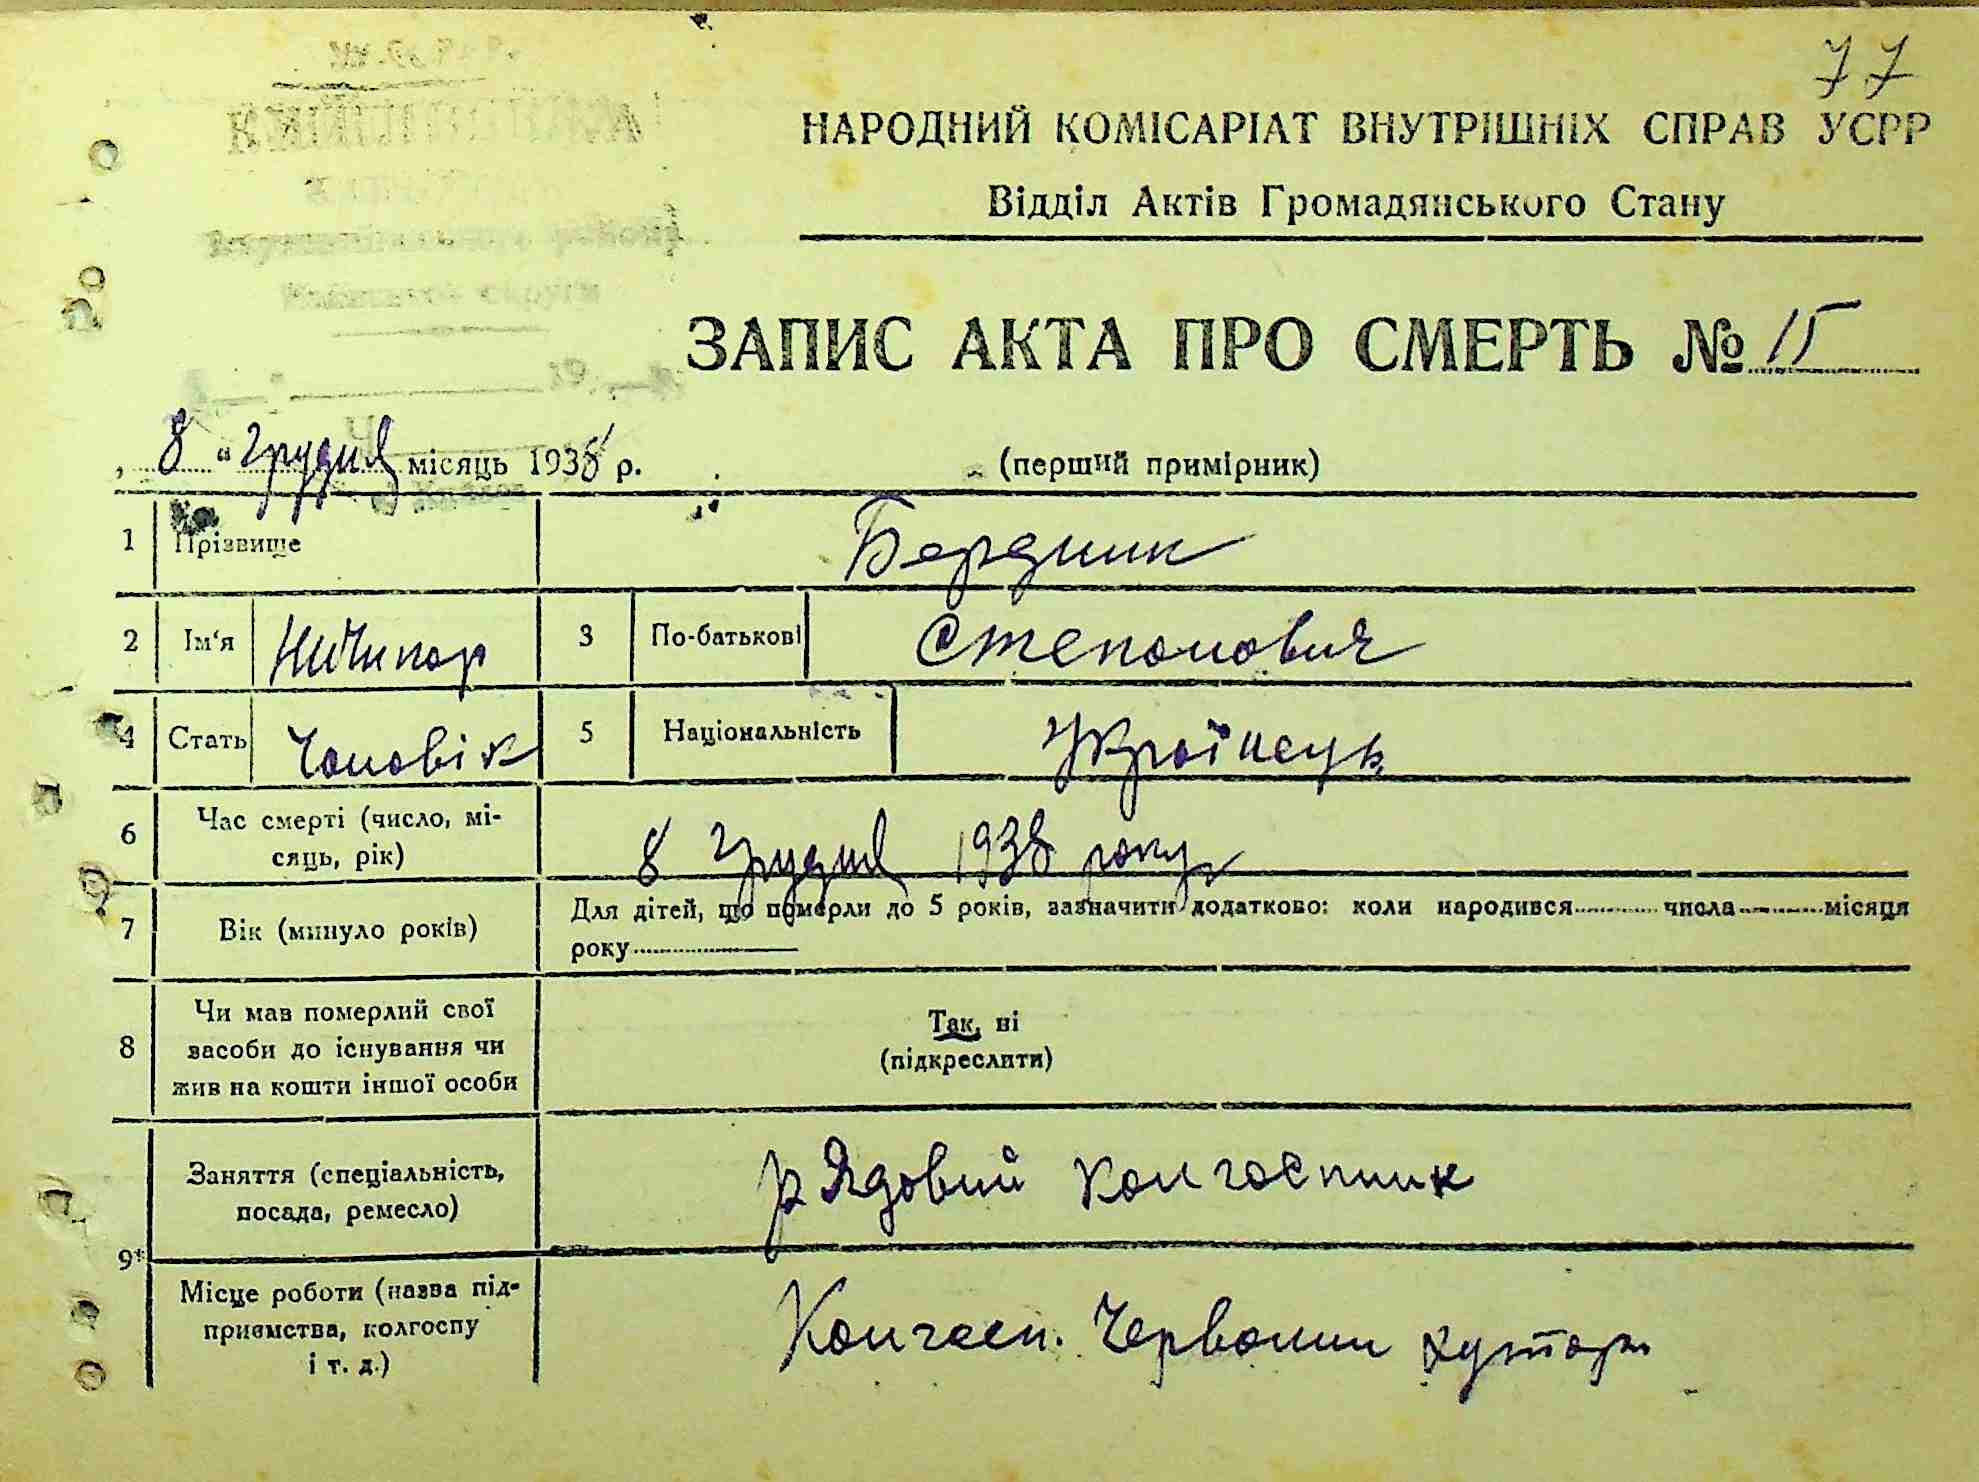 77
НАРОДНИЙ КОМІСАРІАТ ВНУТРІШНІХ СПРАВ УСРР
Відділ Актів Громадянського Стану
ЗАПИС АКТА ПРО СМЕРТЬ № 15
„ 8 " грудня місяць 1938 р.
(перший примірник)
1 Прізвище Бердник
2 Ім'я Ничипор 3 По-батькові Степанович
4 Стать Чоловік 5 Національність Українець
6 Час смерті (число, мі-
сяць, рік) 8 грудня 1938 року
7 Вік (минуло років) Для дітей, що померли до 5 років, зазначити додатково: коли народився числа місяця
року
8 Чи мав померлий свої
засоби до існування чи
жив на кошти іншої особи
Так, ні
(підкреслити)
9*
Заняття (спеціальність,
посада, ремесло) рядовий колгоспник
Місце роботи (назва під-
приємства, колгоспу
і т. д.) Колгосп. Червоний хутор